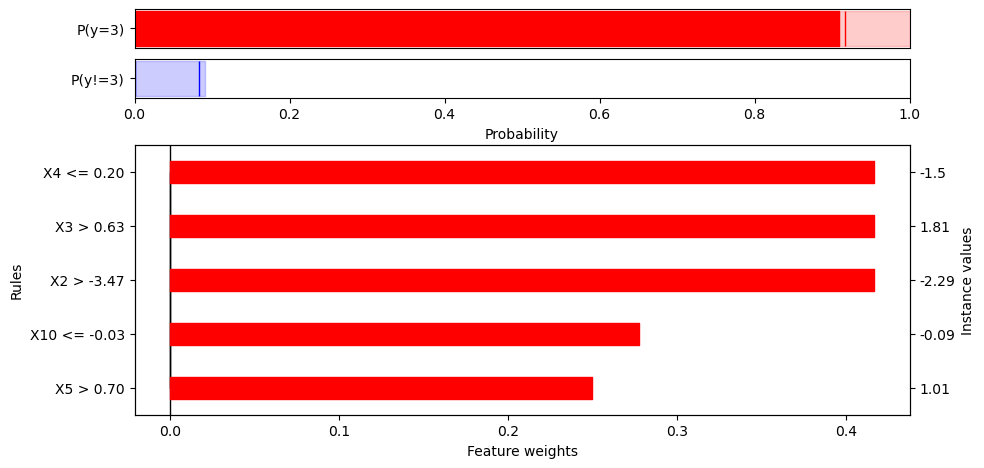 P(y=3)
P(y!=3)
0.0 0.2 0.4 0.6 0.8 1.0
Probability
X4 <= 0.20 -1.5
X3 > 0.63 1.81
X2 > -3.47 -2.29
X10 <= -0.03 -0.09
X5 > 0.70 1.01
Rules
Instance values
0.0 0.1 0.2 0.3 0.4
Feature weights